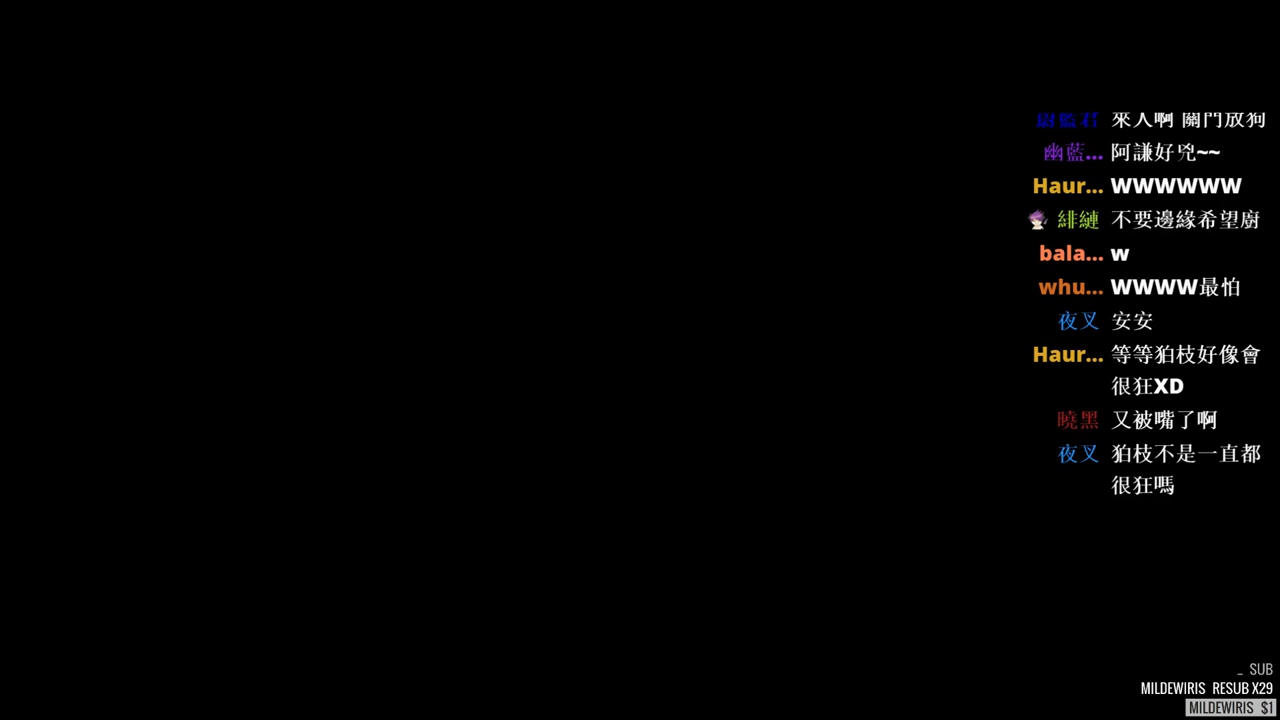 尉藍君 來人啊 關門放狗
幽藍... 阿謙好兇~~
Haur... WWWWWW
緋縺 不要邊緣希望廚
bala... w
whu... WWWW最怕
夜叉 安安
Haur... 等等狛枝好像會
很狂XD
曉黑 又被嘴了啊
夜叉 狛枝不是一直都
很狂嗎
_ SUB
MILDEWIRIS RESUB X29
MILDEWIRIS $1